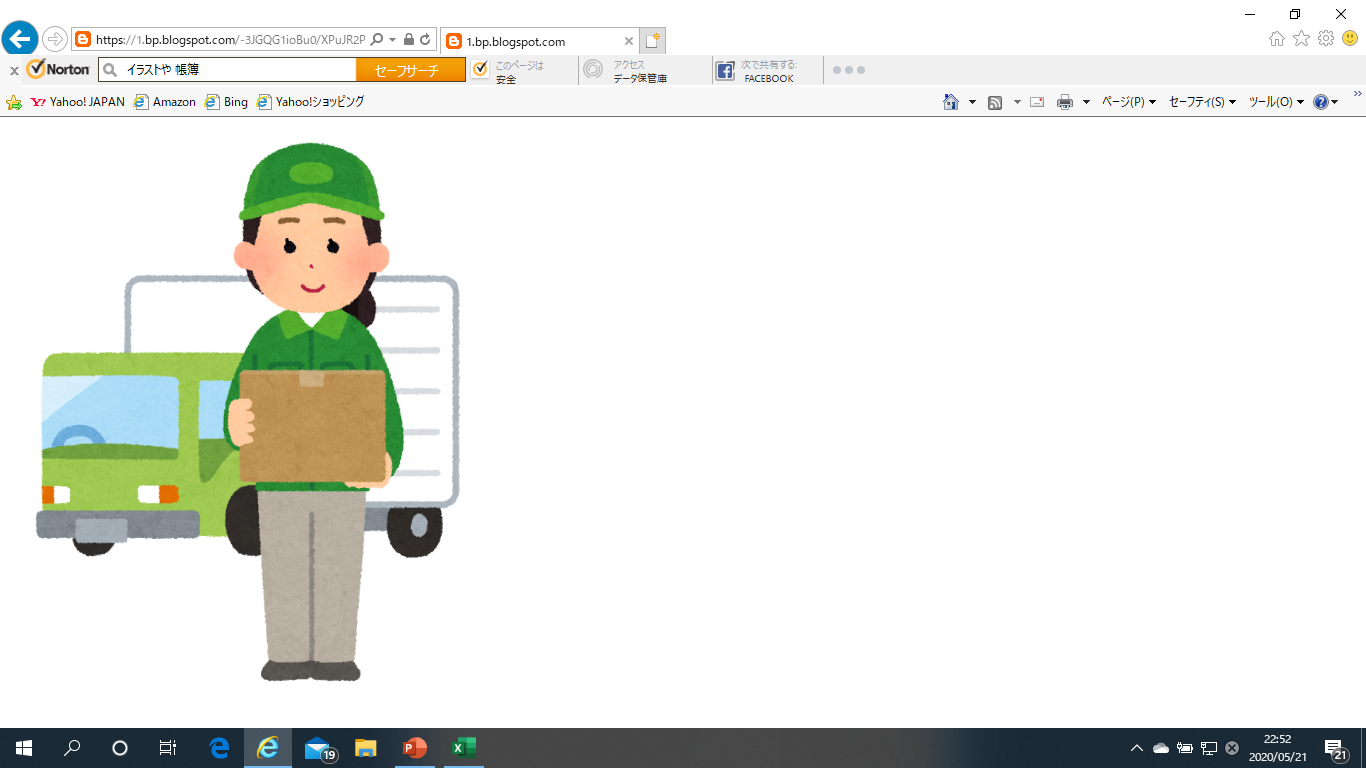 https://1.bp.blogspot.com/-3JGQG1ioBu0/XPuJR2P
1.bp.blogspot.com
x Norton イラストや 帳簿 セーフサーチ
このページは
安全
アクセス
データ保管庫
次で共有する:
FACEBOOK
Yahoo! JAPAN Amazon Bing Yahoo!ショッピング
ページ(P) セーフティ(S) ツール(O)
19
22:52
2020/05/21
21